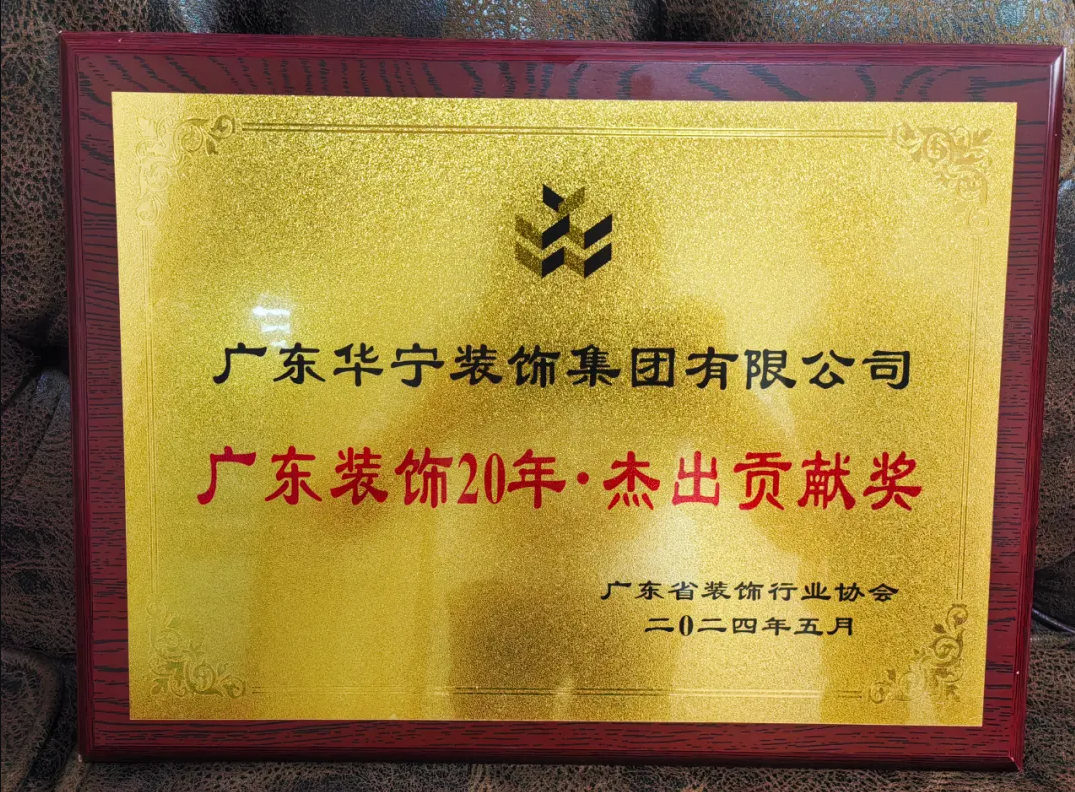 广东华宁装饰集团有限公司
广东装饰20年·杰出贡献奖
广东省装饰行业协会
二0二四年五月